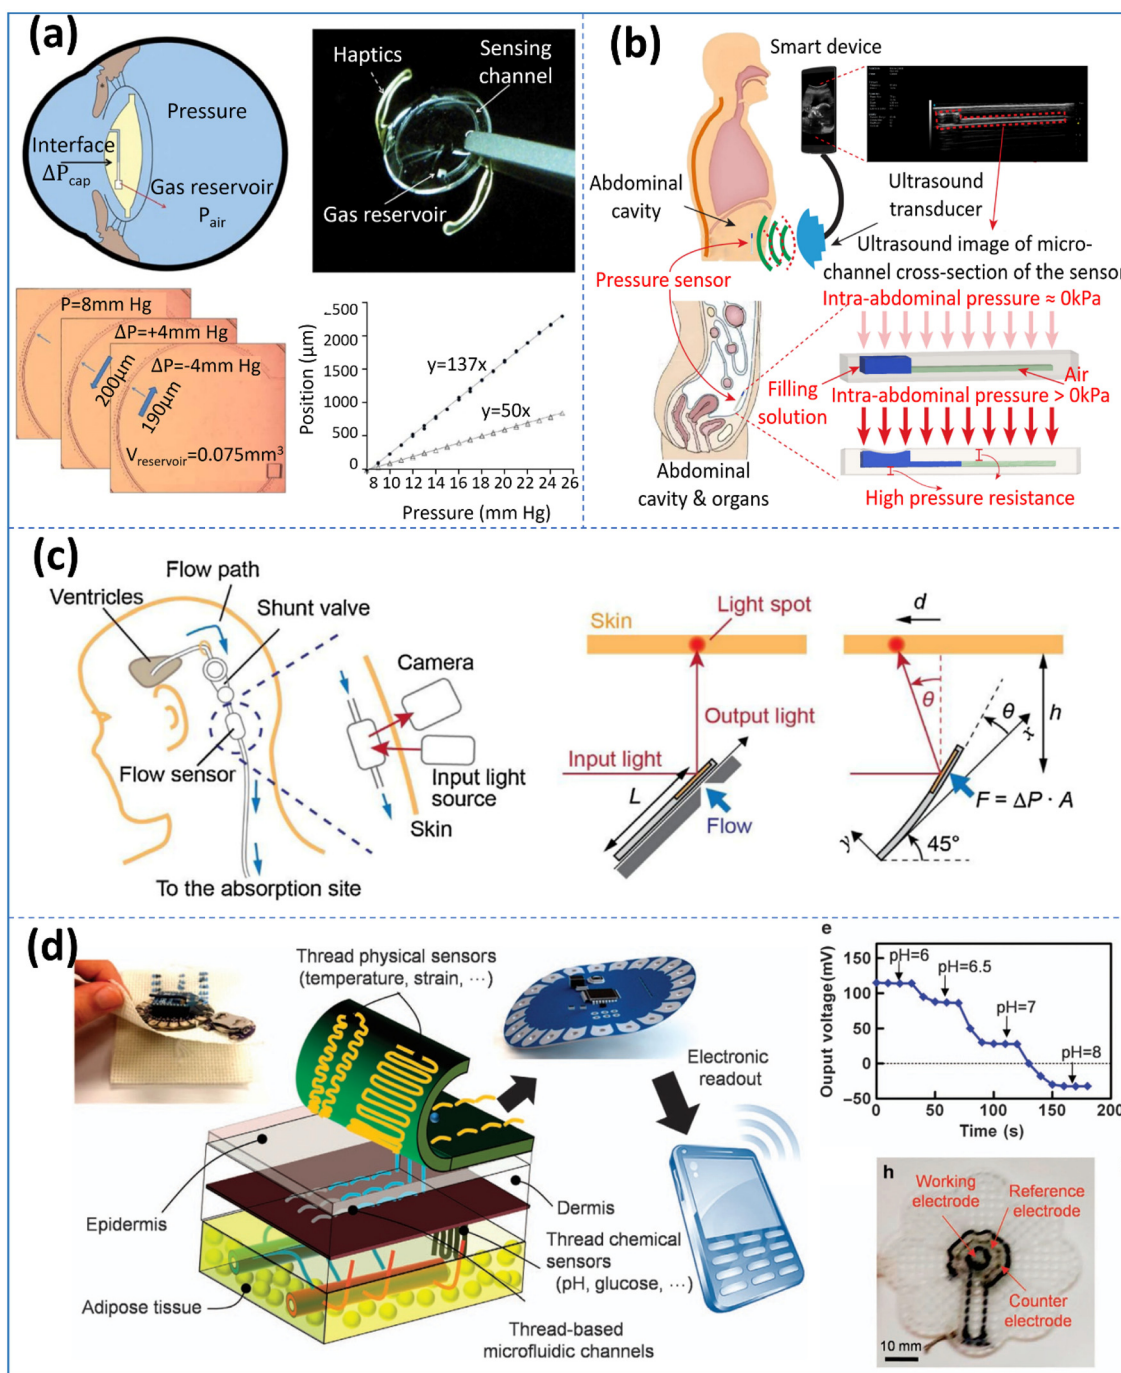 (a)
Pressure
Interface
ΔPcap
Gas reservoir
Pair
Haptics
Sensing
channel
Gas reservoir
P=8mm Hg
ΔP=+4mm Hg
200µm
ΔP=-4mm Hg
190µm
Vreservoir=0.075mm³
Position (µm)
2500
2000
1500
1000
500
0
y=137x
y=50x
8 10 12 14 16 18 20 22 24 26
Pressure (mm Hg)
(b)
Smart device
Abdominal
cavity
Ultrasound
transducer
Ultrasound image of micro-
channel cross-section of the sensor
Pressure sensor
Intra-abdominal pressure ≈ 0kPa
Filling
solution
Air
Intra-abdominal pressure > 0kPa
High pressure resistance
Abdominal
cavity & organs
(c)
Flow path
Ventricles
Shunt valve
Flow sensor
To the absorption site
Camera
Input light
source
Skin
Skin
Light spot
Output light
Input light
L
Flow
d
θ
θ
x
h
F = ΔP · A
y
45°
(d)
Thread physical sensors
(temperature, strain, ···)
Electronic
readout
Epidermis
Dermis
Thread chemical
sensors
(pH, glucose, ···)
Adipose tissue
Thread-based
microfluidic channels
e
Ouput voltage(mV)
150
100
50
0
−50
pH=6
pH=6.5
pH=7
pH=8
0 50 100 150 200
Time (s)
h
Working
electrode
Reference
electrode
Counter
electrode
10 mm